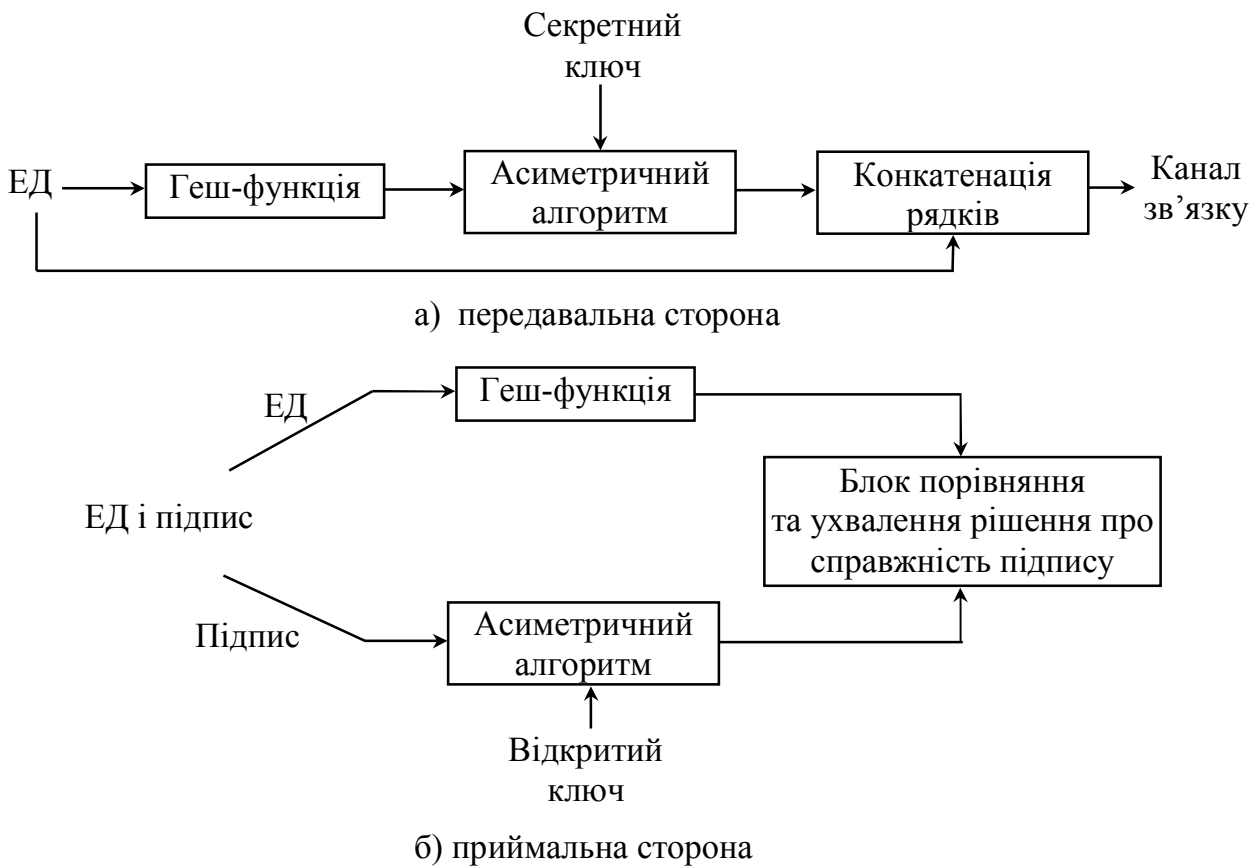 Секретний
ключ
ЕД
Геш-функція
Асиметричний
алгоритм
Конкатенація
рядків
Канал
зв’язку
а) передавальна сторона
ЕД
Геш-функція
ЕД і підпис
Блок порівняння
та ухвалення рішення про
справжність підпису
Підпис
Асиметричний
алгоритм
Відкритий
ключ
б) приймальна сторона